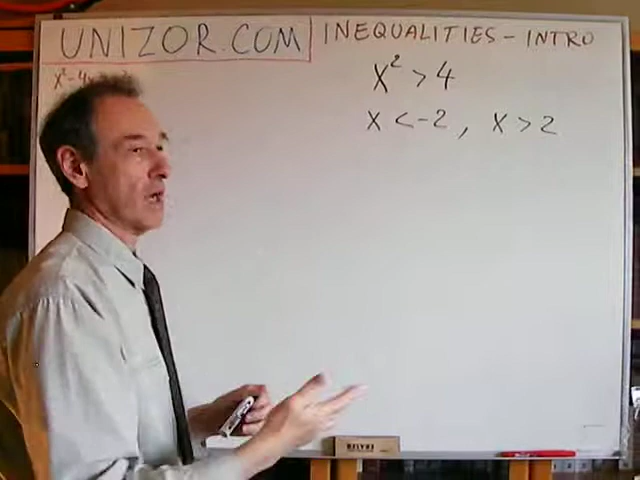 UNIZOR.COM
INEQUALITIES - INTRO
x² > 4
x < -2 , x > 2